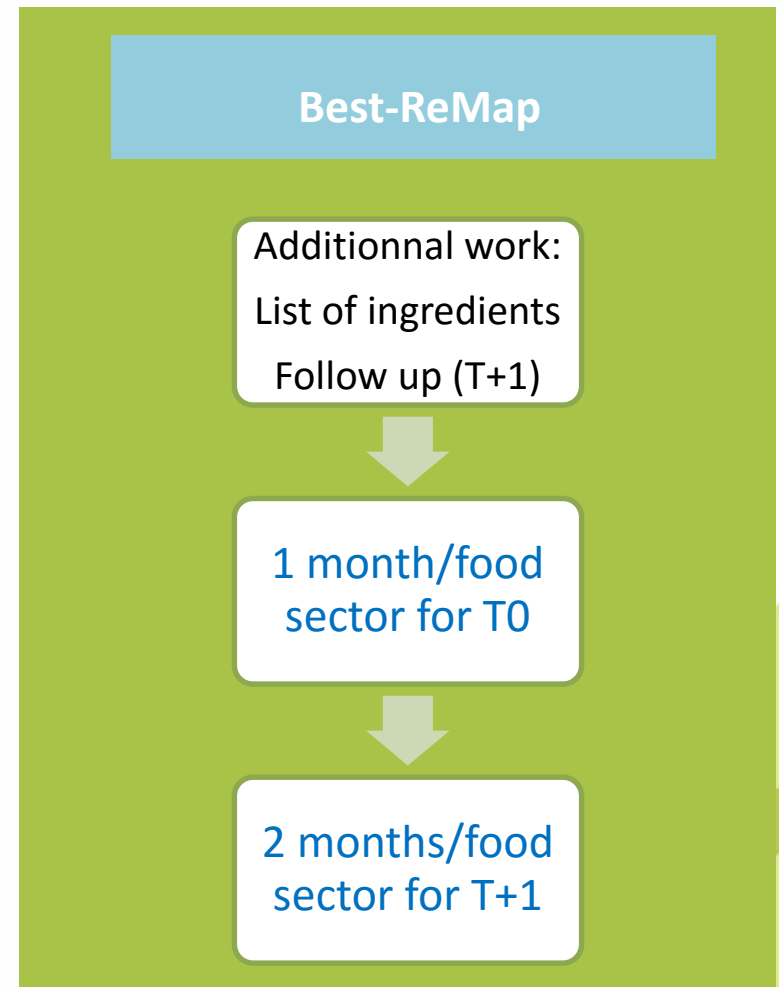 Best-ReMap
Additionnal work:
List of ingredients
Follow up (T+1)
1 month/food
sector for T0
2 months/food
sector for T+1